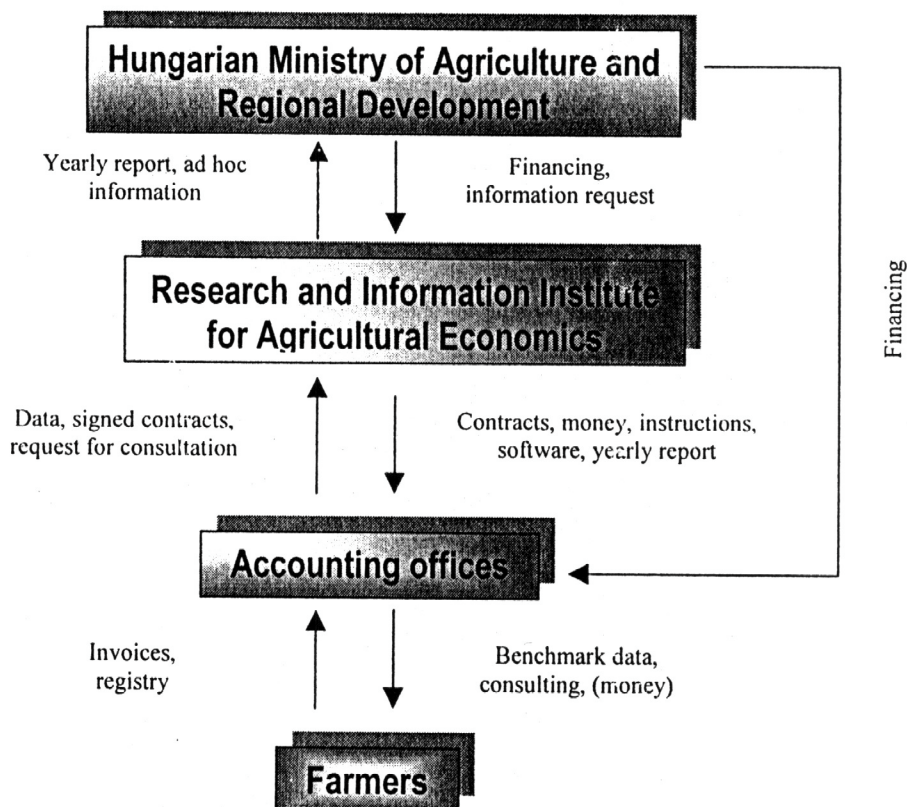 Hungarian Ministry of Agriculture and
Regional Development
Yearly report, ad hoc
information
Financing,
information request
Financing
Research and Information Institute
for Agricultural Economics
Data, signed contracts,
request for consultation
Contracts, money, instructions,
software, yearly report
Accounting offices
Invoices,
registry
Benchmark data,
consulting, (money)
Farmers